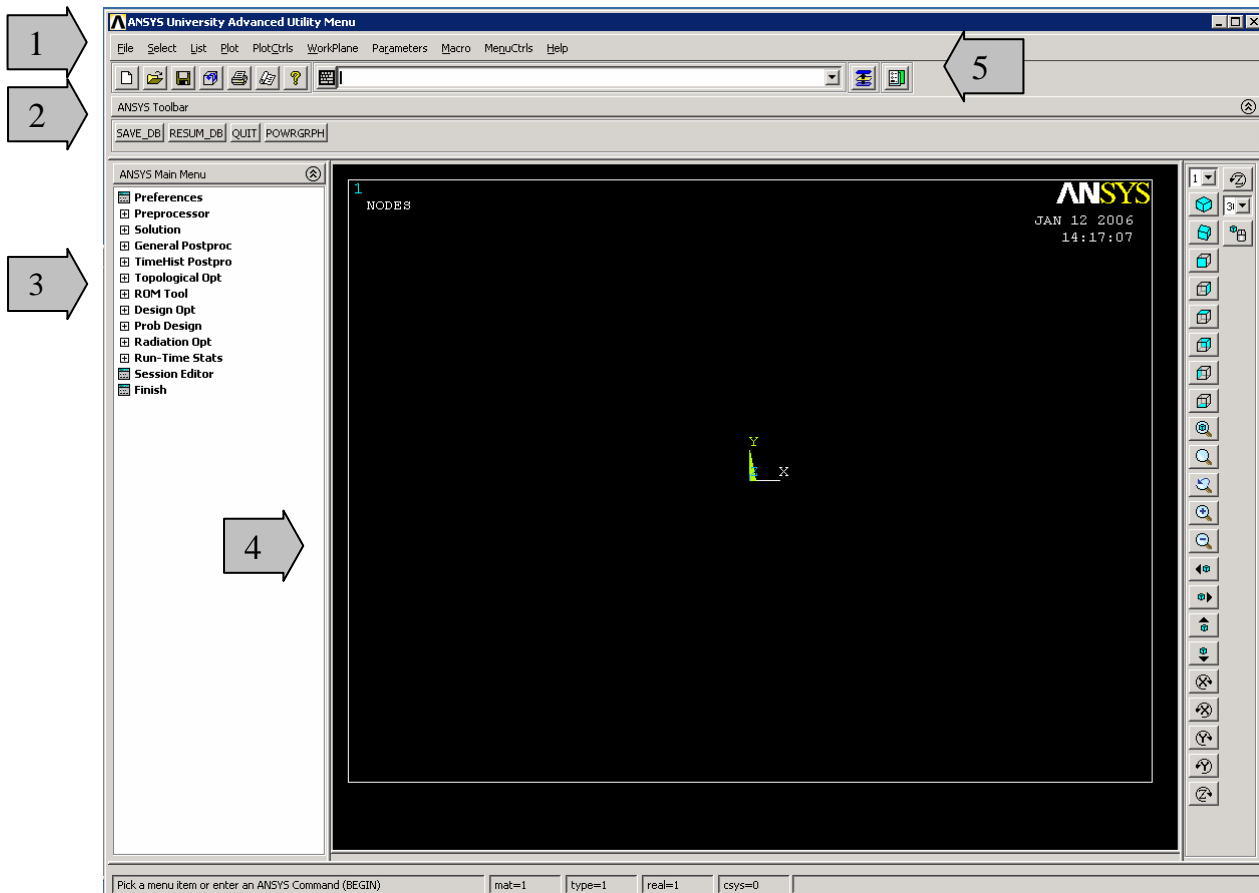 ANSYS University Advanced Utility Menu
1
File Select List Plot PlotCtrls WorkPlane Parameters Macro MenuCtrls Help
5
2
ANSYS Toolbar
SAVE_DB RESUM_DB QUIT POWRGRPH
ANSYS Main Menu
Preferences
Preprocessor
Solution
General Postproc
TimeHist Postpro
Topological Opt
ROM Tool
Design Opt
Prob Design
Radiation Opt
Run-Time Stats
Session Editor
Finish
3
4
1
NODES
ANSYS
JAN 12 2006
14:17:07
Y
Z X
1
Z
X
X
Y
Y
Z
Pick a menu item or enter an ANSYS Command (BEGIN) mat=1 type=1 real=1 csys=0